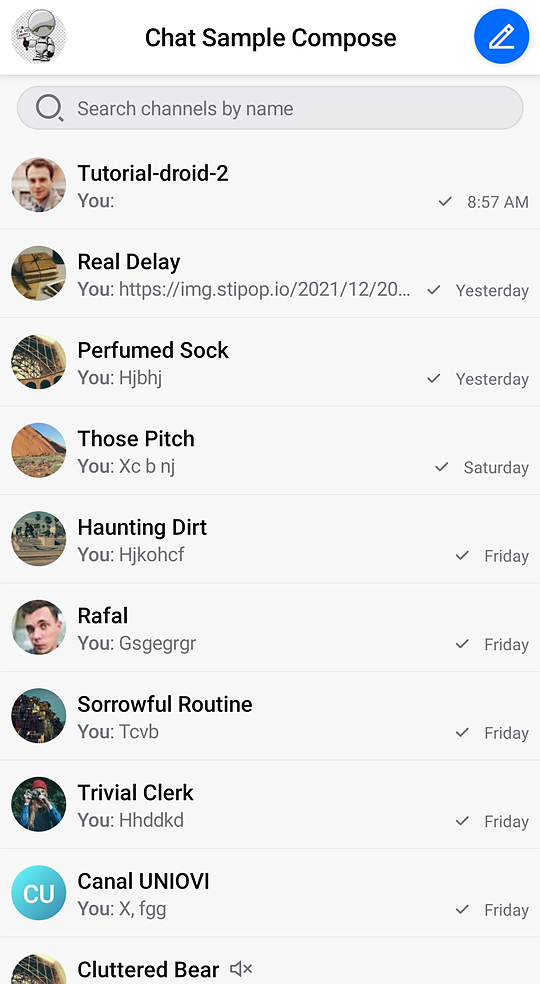 Chat Sample Compose
Search channels by name
Tutorial-droid-2
You: 8:57 AM
Real Delay
You: https://img.stipop.io/2021/12/20... Yesterday
Perfumed Sock
You: Hjbhj Yesterday
Those Pitch
You: Xc b nj Saturday
Haunting Dirt
You: Hjkohcf Friday
Rafal
You: Gsgegrgr Friday
Sorrowful Routine
You: Tcvb Friday
Trivial Clerk
You: Hhddkd Friday
CU
Canal UNIOVI
You: X, fgg Friday
Cluttered Bear